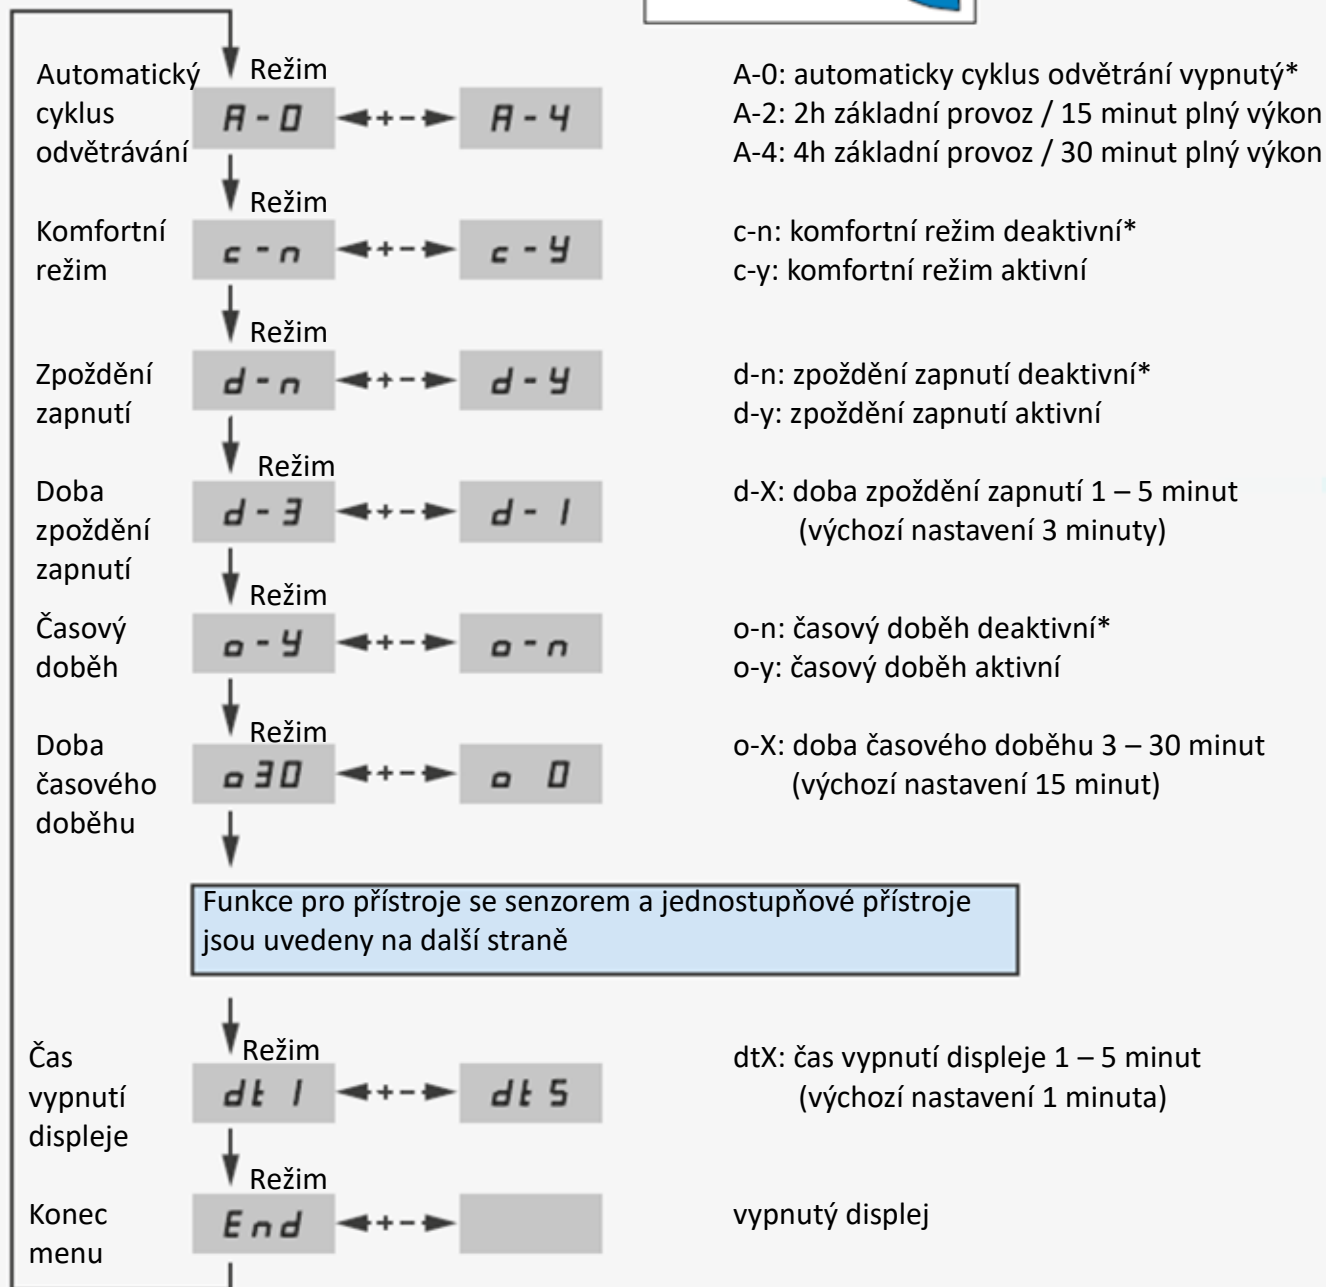 Automatický
cyklus
odvětrávání
Režim
A-0 + - A-4
A-0: automaticky cyklus odvětrání vypnutý*
A-2: 2h základní provoz / 15 minut plný výkon
A-4: 4h základní provoz / 30 minut plný výkon
Komfortní
režim
Režim
c-n + - c-y
c-n: komfortní režim deaktivní*
c-y: komfortní režim aktivní
Zpoždění
zapnutí
Režim
d-n + - d-y
d-n: zpoždění zapnutí deaktivní*
d-y: zpoždění zapnutí aktivní
Doba
zpoždění
zapnutí
Režim
d-3 + - d-1
d-X: doba zpoždění zapnutí 1 – 5 minut
(výchozí nastavení 3 minuty)
Časový
doběh
Režim
o-y + - o-n
o-n: časový doběh deaktivní*
o-y: časový doběh aktivní
Doba
časového
doběhu
Režim
o30 + - o 0
o-X: doba časového doběhu 3 – 30 minut
(výchozí nastavení 15 minut)
Funkce pro přístroje se senzorem a jednostupňové přístroje
jsou uvedeny na další straně
Čas
vypnutí
displeje
Režim
dt 1 + - dt 5
dtX: čas vypnutí displeje 1 – 5 minut
(výchozí nastavení 1 minuta)
Konec
menu
Režim
End + -
vypnutý displej